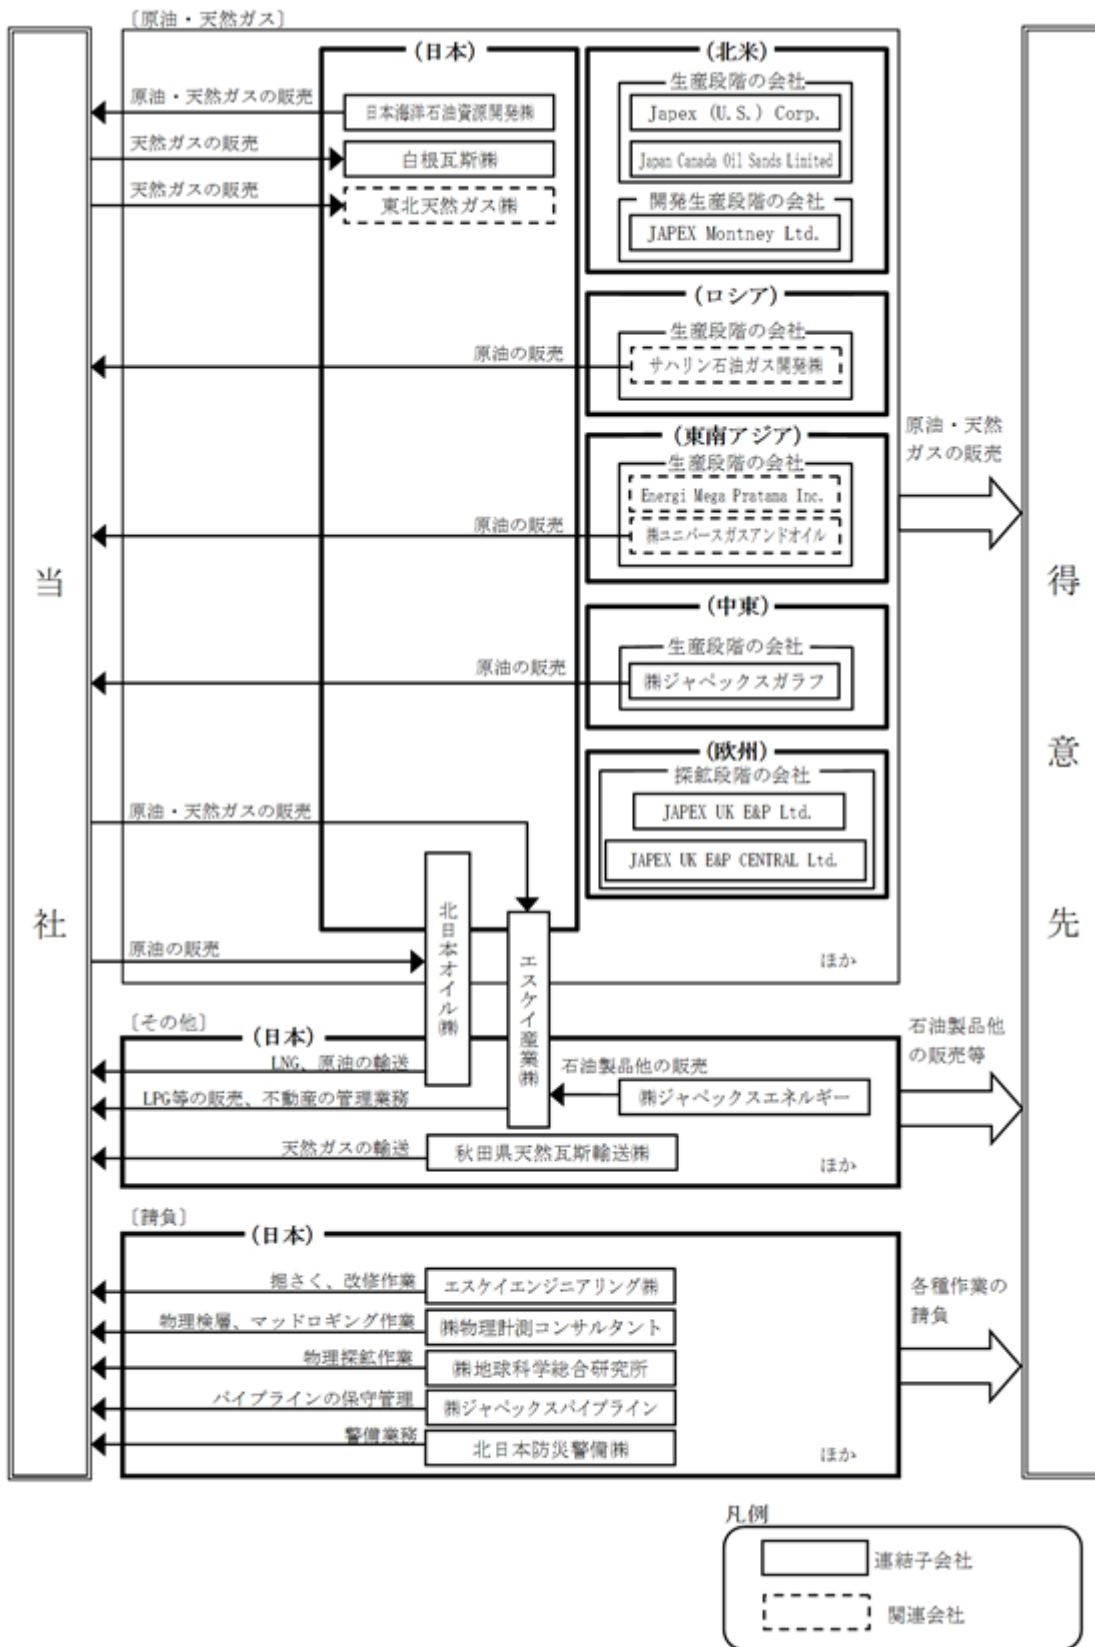 〔原油・天然ガス〕
(日本)
(北米)
生産段階の会社
原油・天然ガスの販売
日本海洋石油資源開発㈱
Japex (U.S.) Corp.
天然ガスの販売
白根瓦斯㈱
Japan Canada Oil Sands Limited
天然ガスの販売
東北天然ガス㈱
開発生産段階の会社
JAPEX Montney Ltd.
(ロシア)
生産段階の会社
原油の販売
サハリン石油ガス開発㈱
(東南アジア)
生産段階の会社
Energi Mega Pratama Inc.
原油の販売
㈱ユニバースガスアンドオイル
原油・天然
ガスの販売
(中東)
生産段階の会社
原油の販売
㈱ジャペックスガラフ
(欧州)
探鉱段階の会社
原油・天然ガスの販売
JAPEX UK E&P Ltd.
JAPEX UK E&P CENTRAL Ltd.
当社
得意先
北日本オイル㈱
エスケイ産業㈱
原油の販売
ほか
〔その他〕
(日本)
LNG、原油の輸送
石油製品他の販売
石油製品他
の販売等
LPG等の販売、不動産の管理業務
㈱ジャペックスエネルギー
天然ガスの輸送
秋田県天然瓦斯輸送㈱
ほか
〔請負〕
(日本)
掘さく、改修作業
エスケイエンジニアリング㈱
各種作業の
請負
物理検層、マッドロギング作業
㈱物理計測コンサルタント
物理探鉱作業
㈱地球科学総合研究所
パイプラインの保守管理
㈱ジャペックスパイプライン
警備業務
北日本防災警備㈱
ほか
凡例
連結子会社
関連会社